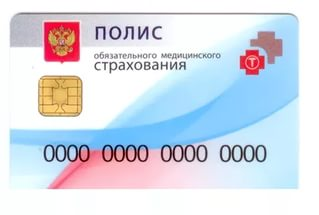 ПОЛИС
обязательного медицинского
страхования
0000 0000 0000 0000